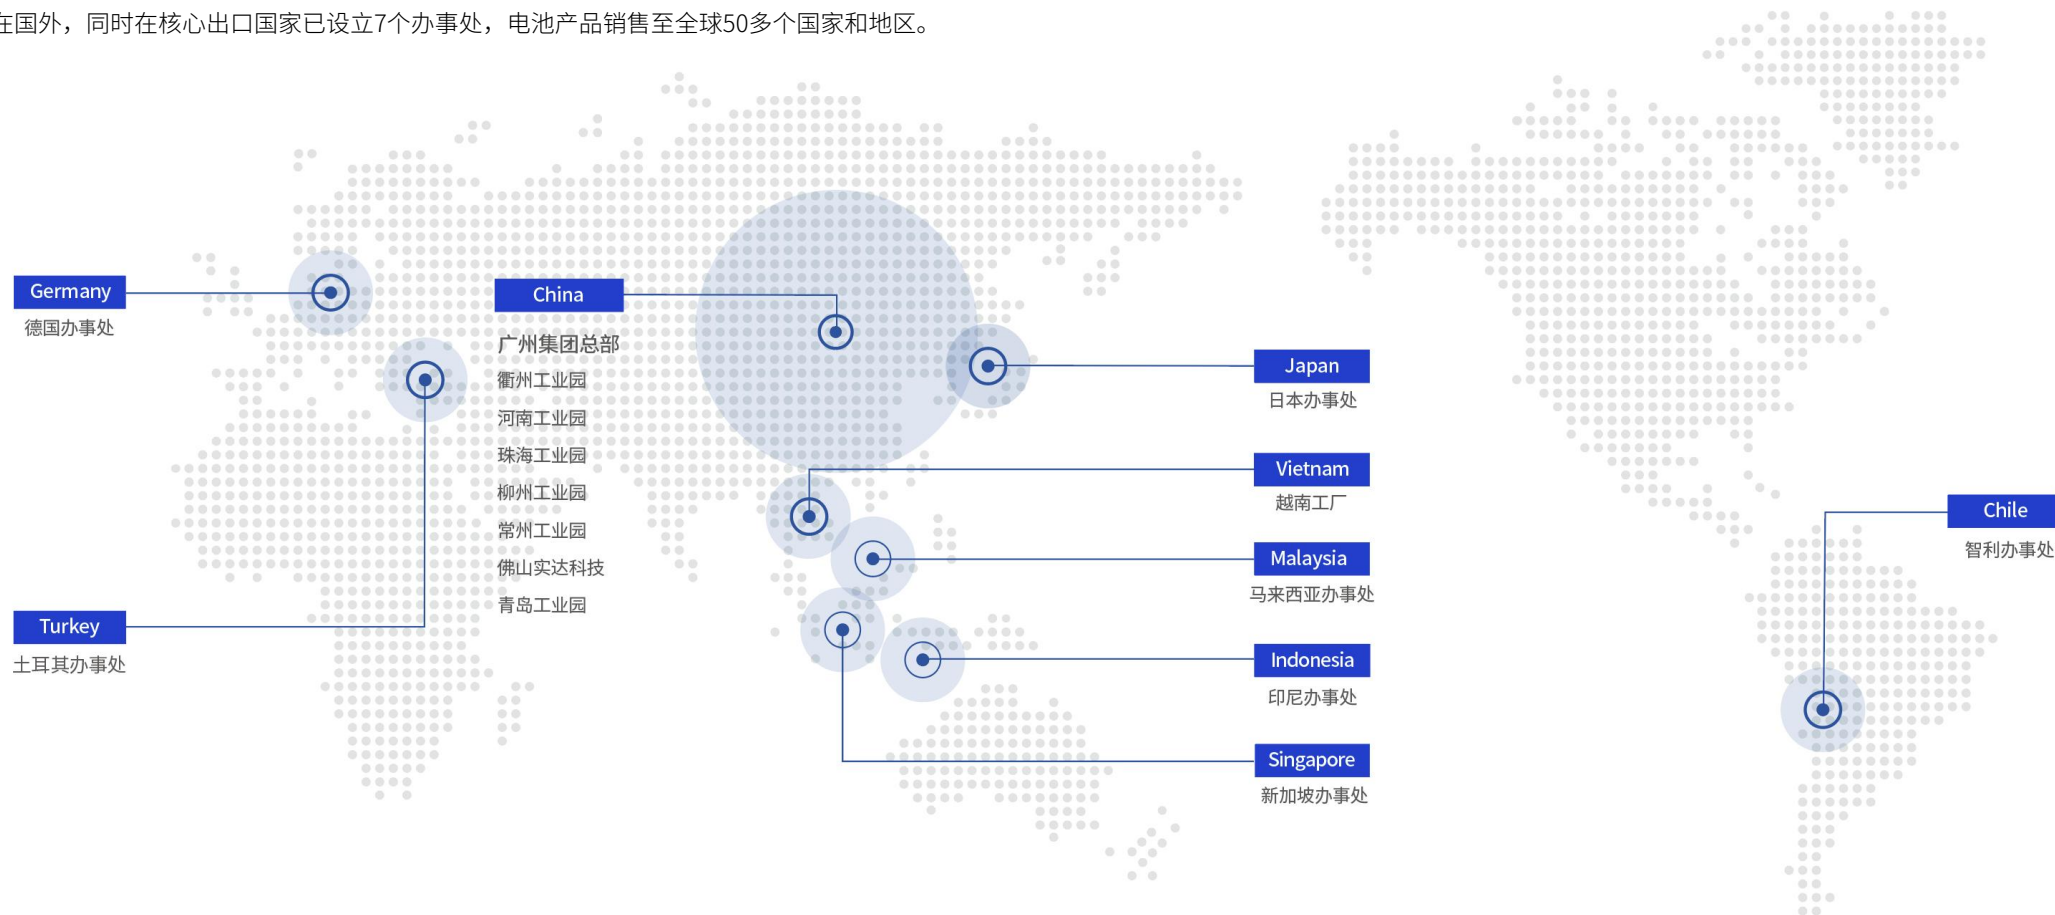 在国外，同时在核心出口国家已设立7个办事处，电池产品销售至全球50多个国家和地区。
Germany
德国办事处
China
广州集团总部
衢州工业园
河南工业园
珠海工业园
柳州工业园
常州工业园
佛山实达科技
青岛工业园
Turkey
土耳其办事处
Japan
日本办事处
Vietnam
越南工厂
Malaysia
马来西亚办事处
Indonesia
印尼办事处
Singapore
新加坡办事处
Chile
智利办事处